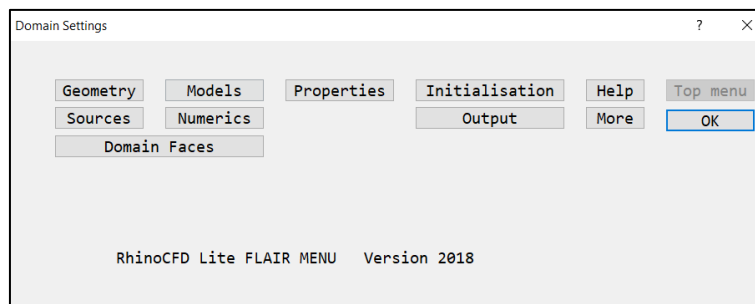 Domain Settings ? ×
Geometry Models Properties Initialisation Help Top menu
Sources Numerics Output More OK
Domain Faces
RhinoCFD Lite FLAIR MENU Version 2018